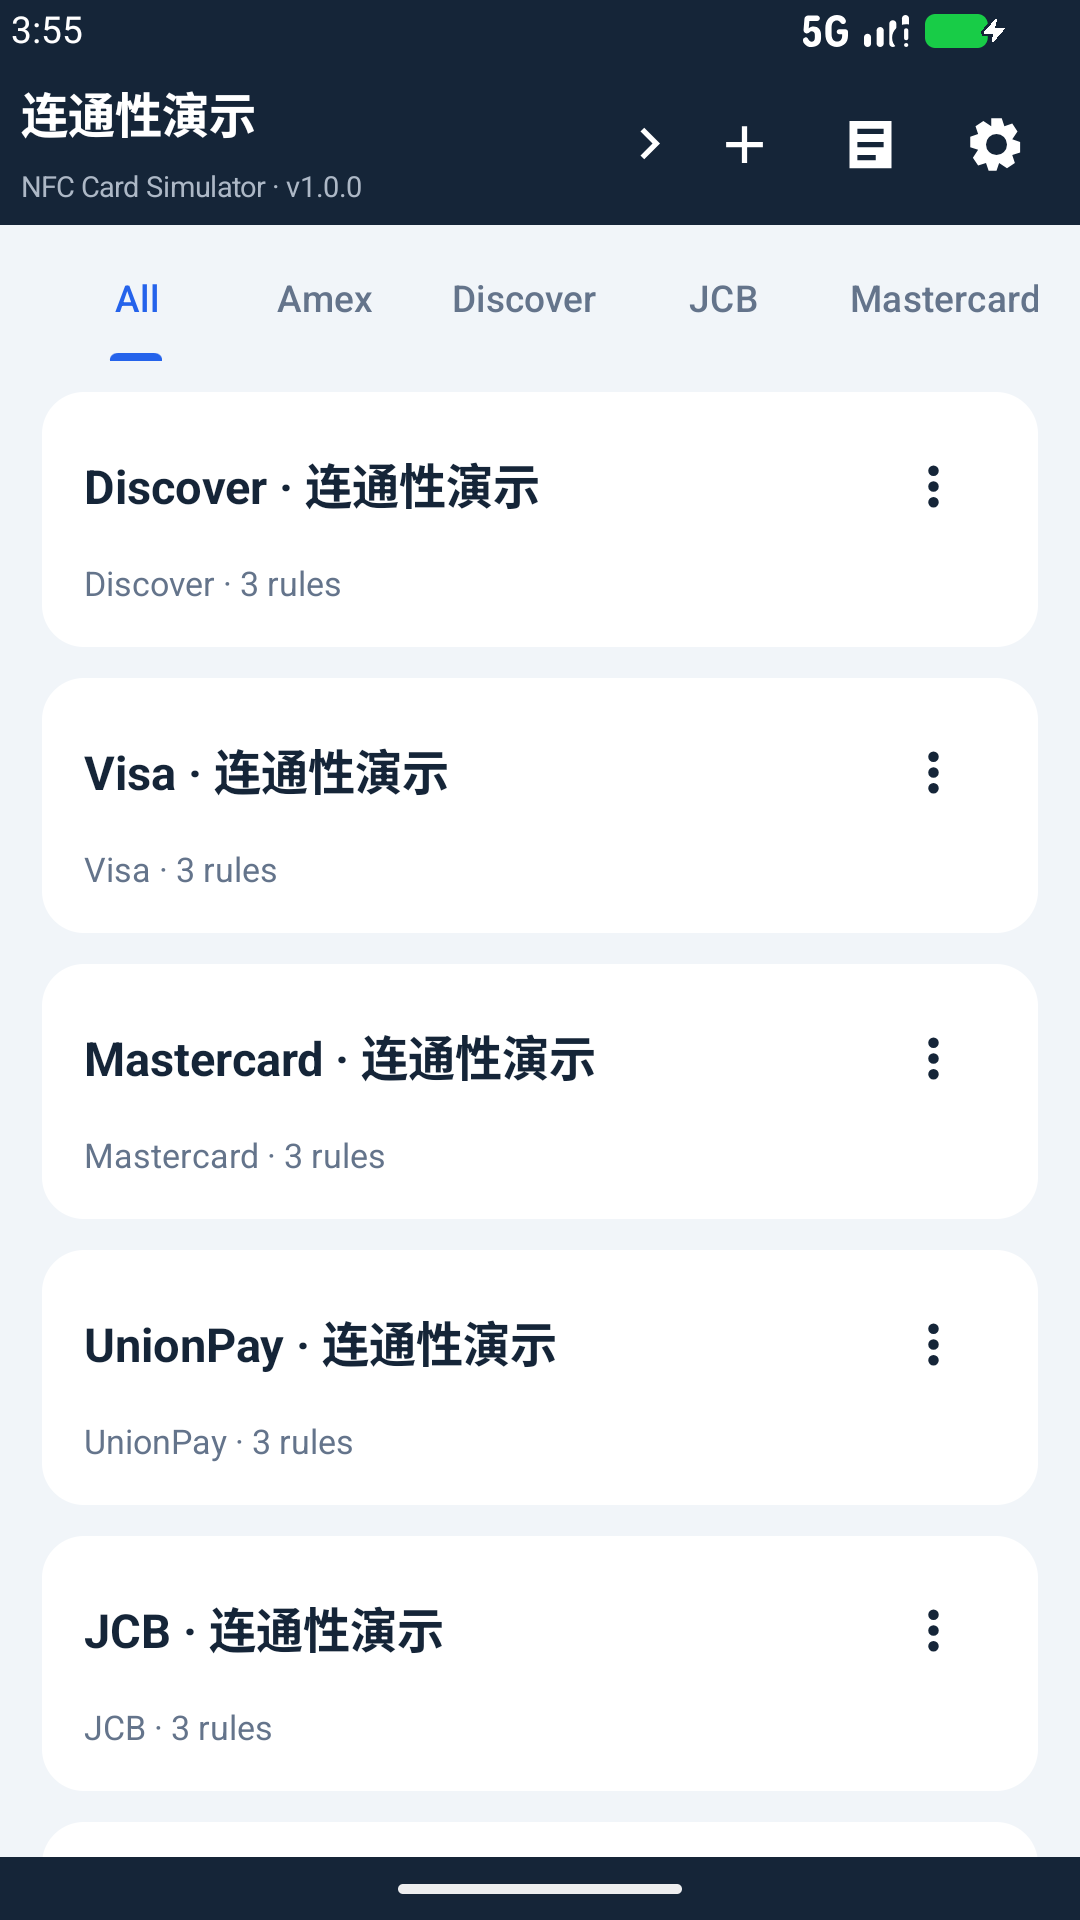 3:55
5G
连通性演示
NFC Card Simulator · v1.0.0
All
Amex
Discover
JCB
Mastercard
Discover · 连通性演示
Discover · 3 rules
Visa · 连通性演示
Visa · 3 rules
Mastercard · 连通性演示
Mastercard · 3 rules
UnionPay · 连通性演示
UnionPay · 3 rules
JCB · 连通性演示
JCB · 3 rules